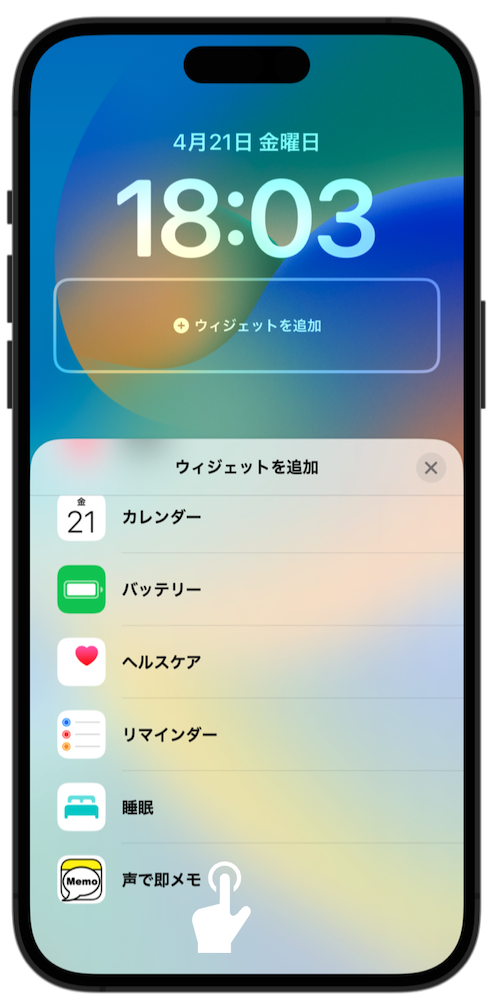 4月21日 金曜日
18:03
ウィジェットを追加
ウィジェットを追加
金
21
カレンダー
バッテリー
ヘルスケア
リマインダー
睡眠
Memo
声で即メモ